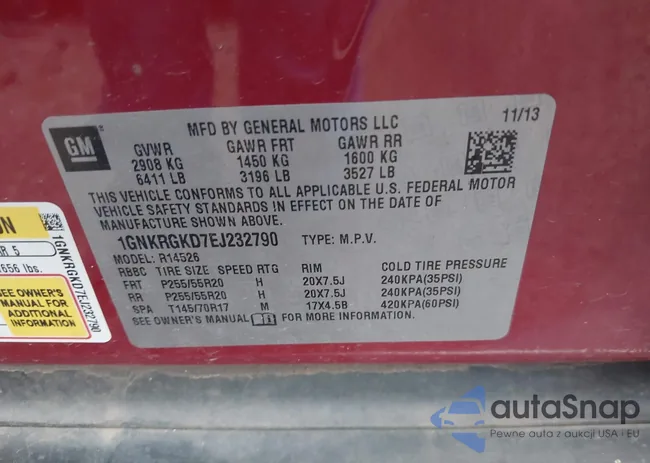 MFD BY GENERAL MOTORS LLC 11/13
GM
GVWR GAWR FRT GAWR RR
2908 KG 1450 KG 1600 KG
6411 LB 3196 LB 3527 LB
THIS VEHICLE CONFORMS TO ALL APPLICABLE U.S. FEDERAL MOTOR
VEHICLE SAFETY STANDARDS IN EFFECT ON THE DATE OF
MANUFACTURE SHOWN ABOVE.
1GNKRGKD7EJ232790 TYPE: M.P.V.
MODEL: R14526
RBBC TIRE SIZE SPEED RTG RIM COLD TIRE PRESSURE
FRT P255/55R20 H 20X7.5J 240KPA(35PSI)
RR P255/55R20 H 20X7.5J 240KPA(35PSI)
SPA T145/70R17 M 17X4.5B 420KPA(60PSI)
SEE OWNER'S MANUAL FOR ADDITIONAL INFORMATION.
ON
R 5
656 lbs.
SEE OWNER'S
MANUAL FOR
ADDITIONAL
INFORMATION
1GNKRGKD7EJ232790
autaSnap
Pewne auta z aukcji USA i EU